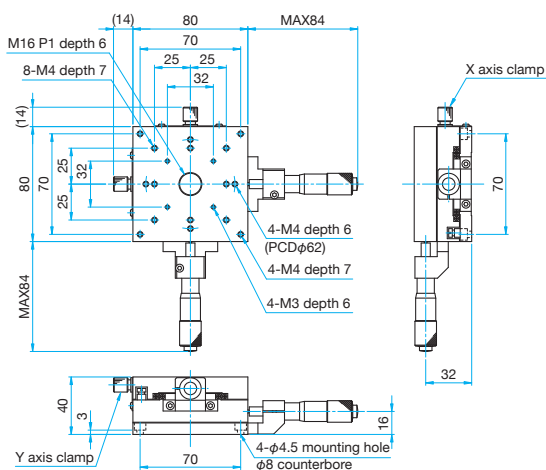 (14)
80
MAX84
M16 P1 depth 6
70
8-M4 depth 7
25
25
32
X axis clamp
(14)
80
70
25
32
25
70
4-M4 depth 6
(PCDφ62)
4-M4 depth 7
4-M3 depth 6
MAX84
32
40
3
16
Y axis clamp
70
4-φ4.5 mounting hole
φ8 counterbore